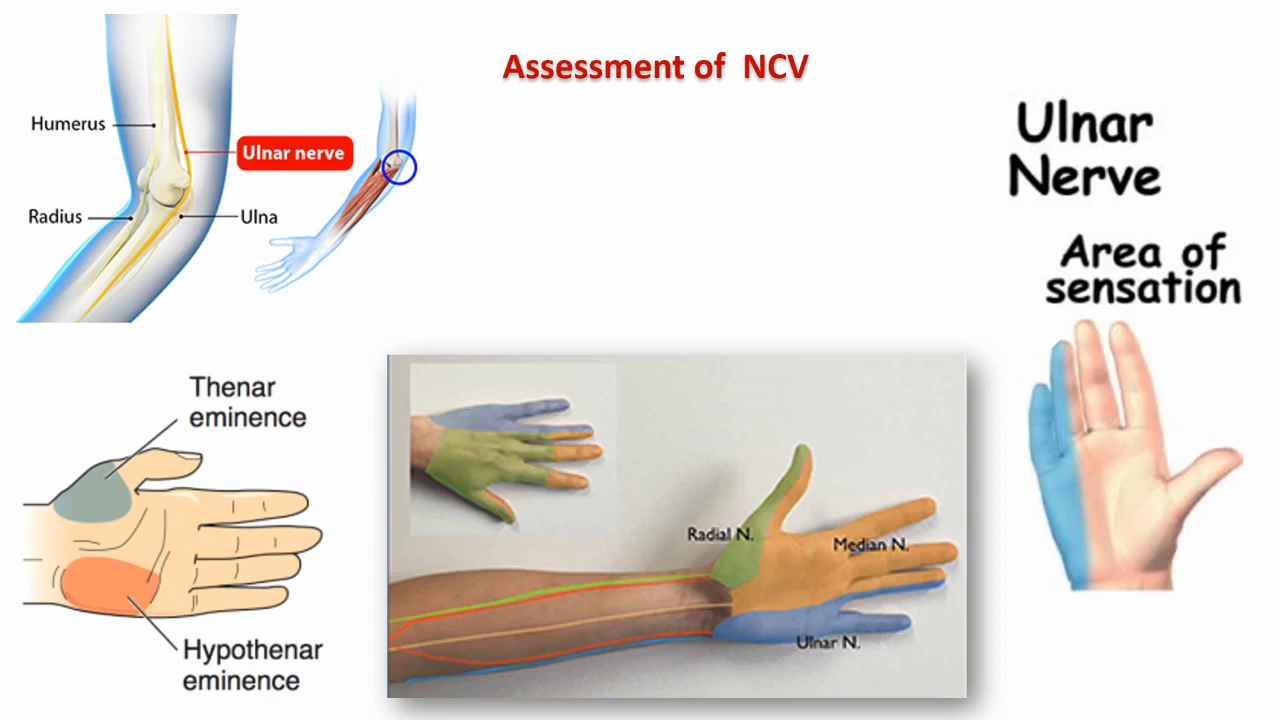 Assessment of  NCV
Humerus
Ulnar nerve
Radius
Ulna
Ulnar
Nerve
Area of
sensation
Thenar
eminence
Hypothenar
eminence
Radial N.
Median N.
Ulnar N.